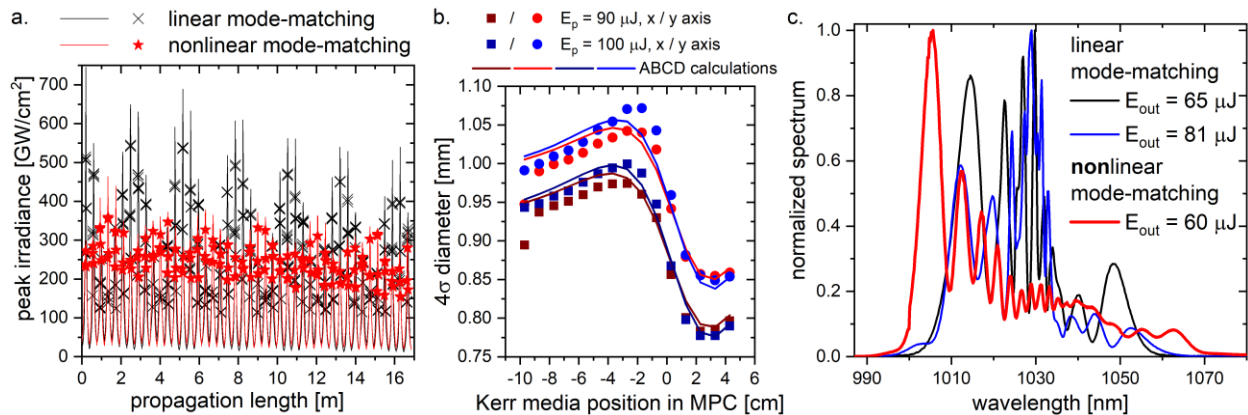 a.
linear mode-matching
nonlinear mode-matching
peak irradiance [GW/cm²]
700
600
500
400
300
200
100
0
0 2 4 6 8 10 12 14 16
propagation length [m]
b.
/ Eₚ = 90 μJ, x / y axis
/ Eₚ = 100 μJ, x / y axis
ABCD calculations
4σ diameter [mm]
1.10
1.05
1.00
0.95
0.90
0.85
0.80
0.75
-10 -8 -6 -4 -2 0 2 4 6
Kerr media position in MPC [cm]
c.
normalized spectrum
1.0
0.8
0.6
0.4
0.2
0.0
990 1010 1030 1050 1070
wavelength [nm]
linear
mode-matching
E_out = 65 μJ
E_out = 81 μJ
nonlinear
mode-matching
E_out = 60 μJ